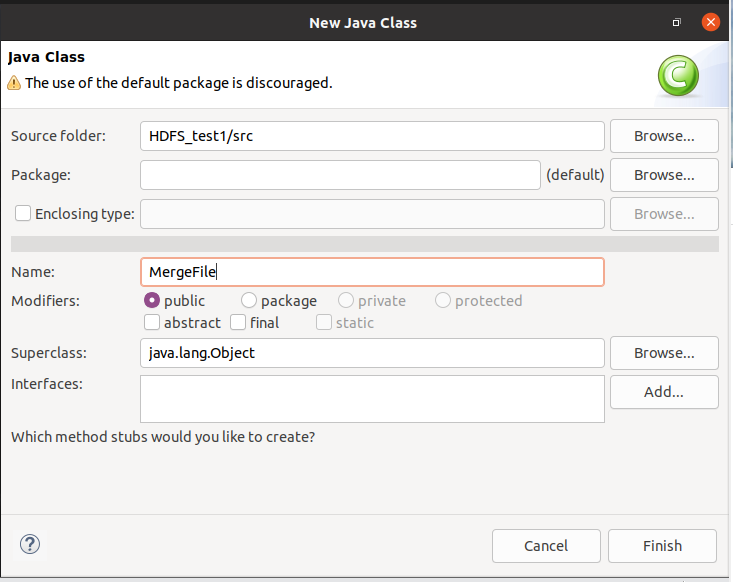 New Java Class
Java Class
The use of the default package is discouraged.
Source folder: HDFS_test1/src Browse...
Package: (default) Browse...
Enclosing type: Browse...
Name: MergeFile
Modifiers: public package private protected
abstract final static
Superclass: java.lang.Object Browse...
Interfaces: Add...
Which method stubs would you like to create?
? Cancel Finish